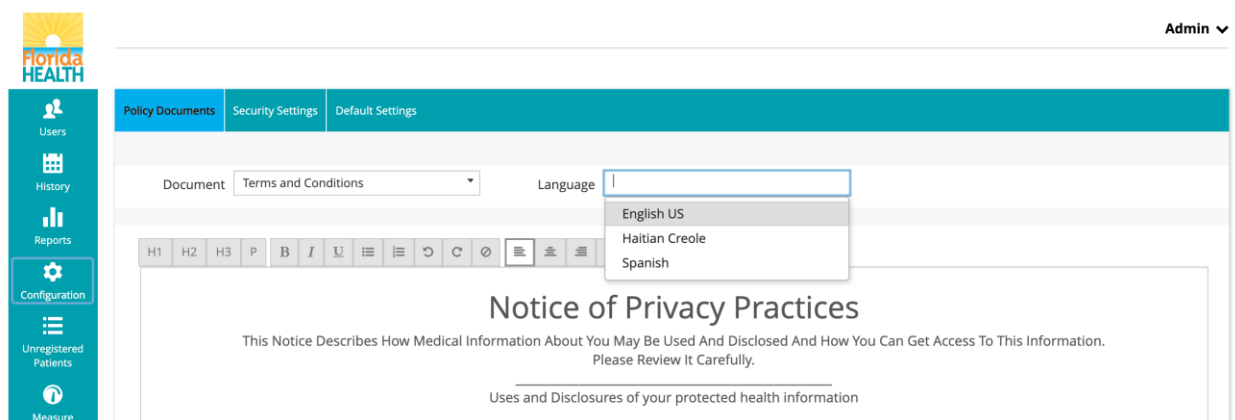 Florida
HEALTH
Admin
Users
History
Reports
Configuration
Unregistered
Patients
Measure
Policy Documents Security Settings Default Settings
Document Terms and Conditions Language
English US
Haitian Creole
Spanish
H1 H2 H3 P B I U
Notice of Privacy Practices
This Notice Describes How Medical Information About You May Be Used And Disclosed And How You Can Get Access To This Information.
Please Review It Carefully.
Uses and Disclosures of your protected health information